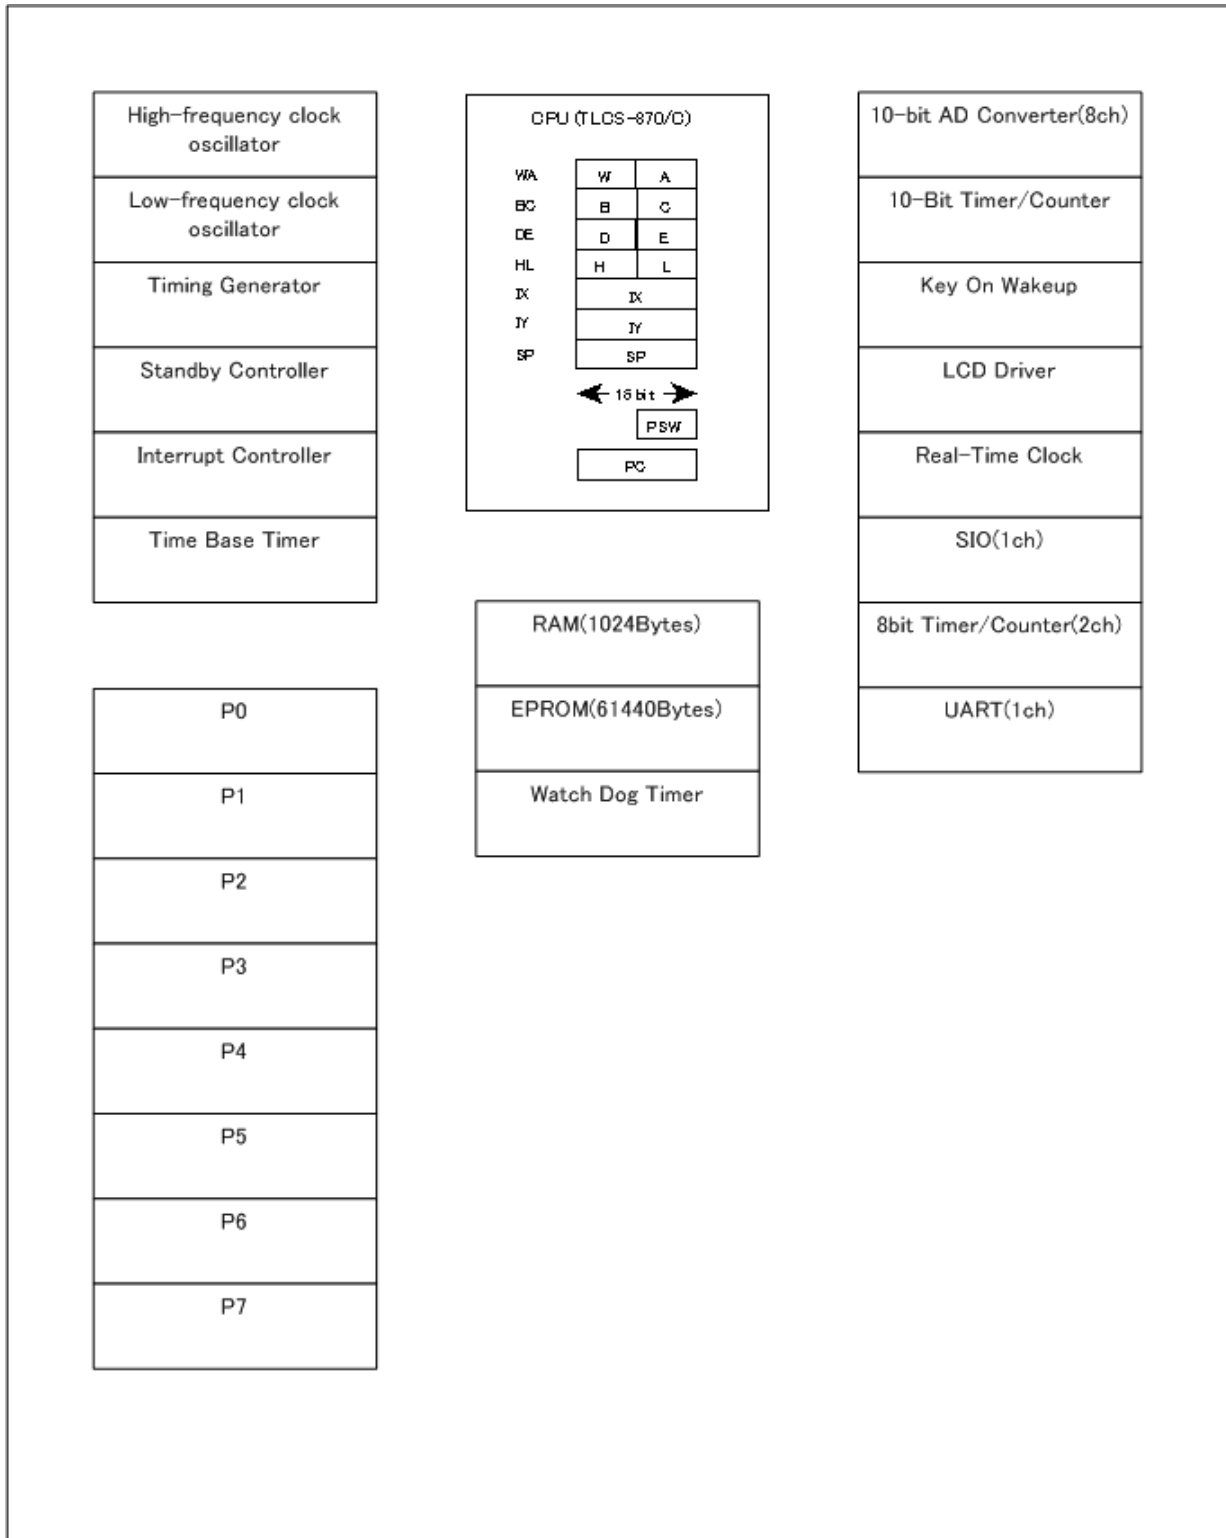 High-frequency clock
oscillator
Low-frequency clock
oscillator
Timing Generator
Standby Controller
Interrupt Controller
Time Base Timer
P0
P1
P2
P3
P4
P5
P6
P7
CPU (TLCS-870/C)
WA W A
BC B C
DE D E
HL H L
IX IX
IY IY
SP SP
16bit
PSW
PC
RAM(1024Bytes)
EPROM(61440Bytes)
Watch Dog Timer
10-bit AD Converter(8ch)
10-Bit Timer/Counter
Key On Wakeup
LCD Driver
Real-Time Clock
SIO(1ch)
8bit Timer/Counter(2ch)
UART(1ch)